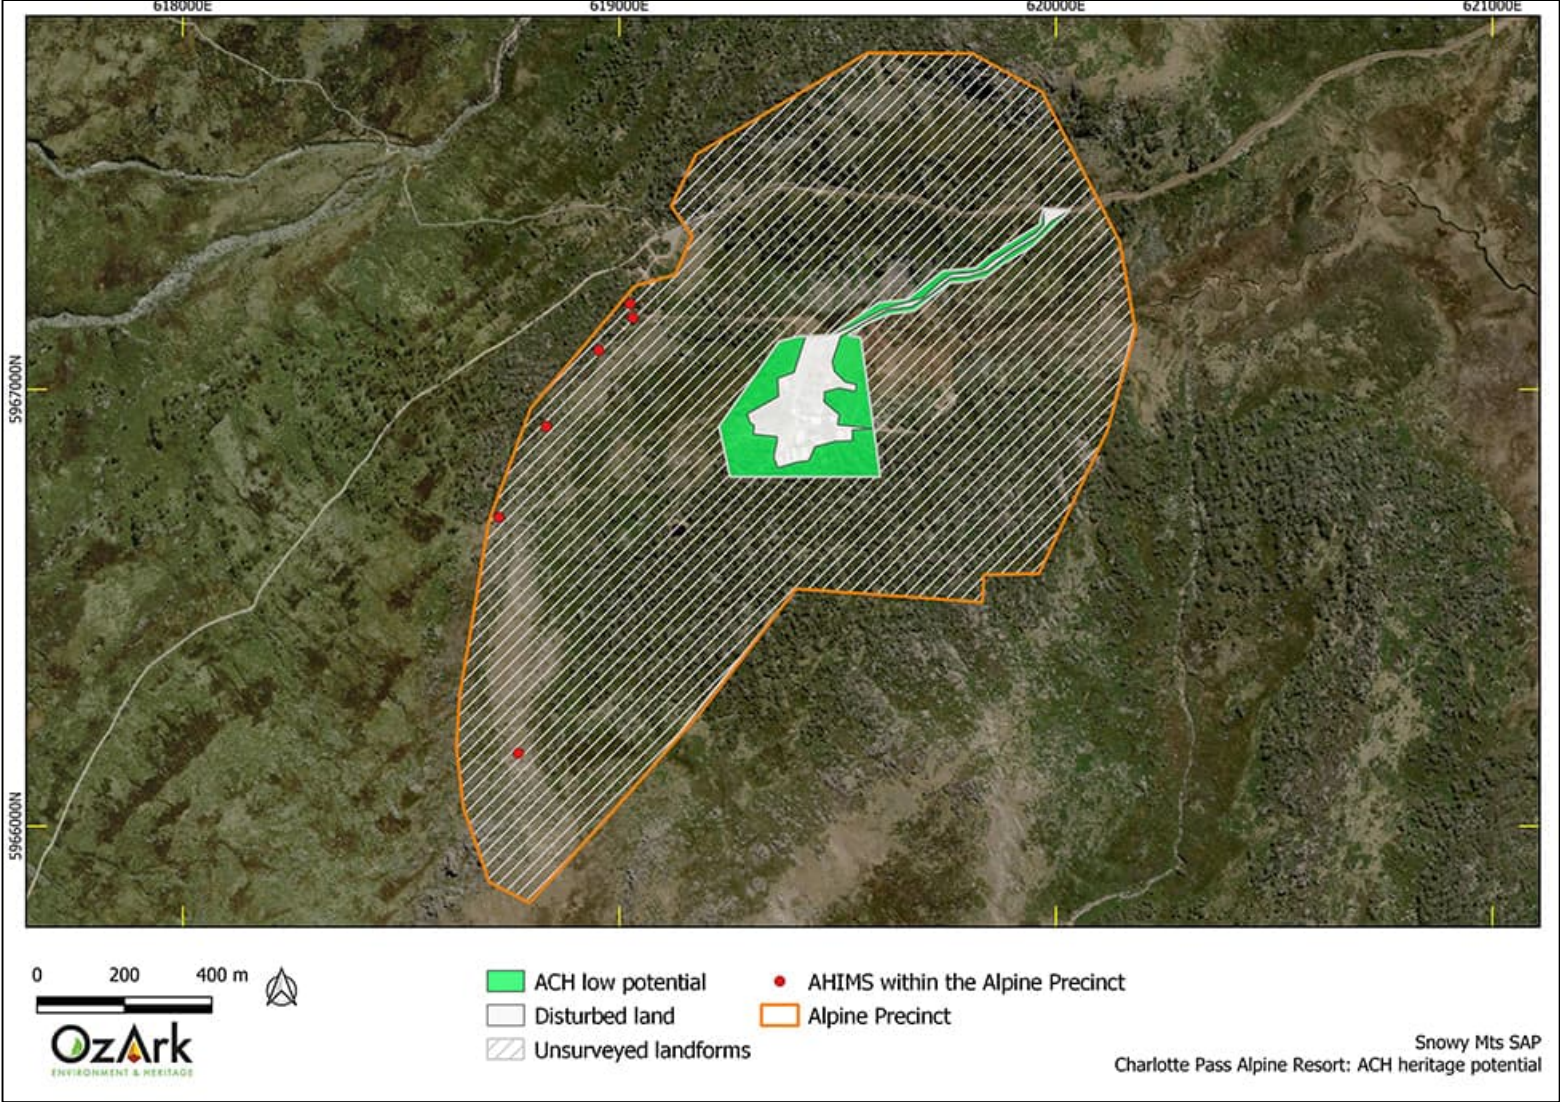 618000E 619000E 620000E 621000E
5967000N
5966000N
0 200 400 m
ACH low potential
AHIMS within the Alpine Precinct
Disturbed land
Alpine Precinct
Unsurveyed landforms
OzArk
ENVIRONMENT & HERITAGE
Snowy Mts SAP
Charlotte Pass Alpine Resort: ACH heritage potential